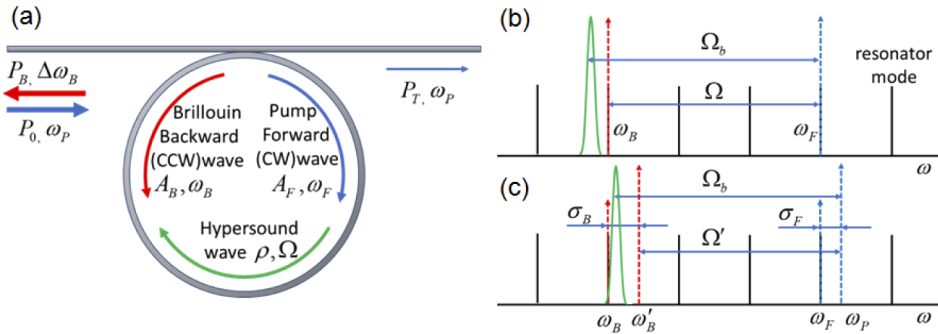 (a)
P_B, Δω_B
P_0, ω_P
P_T, ω_P
Brillouin
Backward
(CCW)wave
A_B, ω_B
Pump
Forward
(CW)wave
A_F, ω_F
Hypersound
wave ρ, Ω
(b)
Ω_b
resonator
mode
Ω
ω_B
ω_F
ω
(c)
Ω_b
σ_B
σ_F
Ω′
ω_B ω′_B ω_F ω_P ω